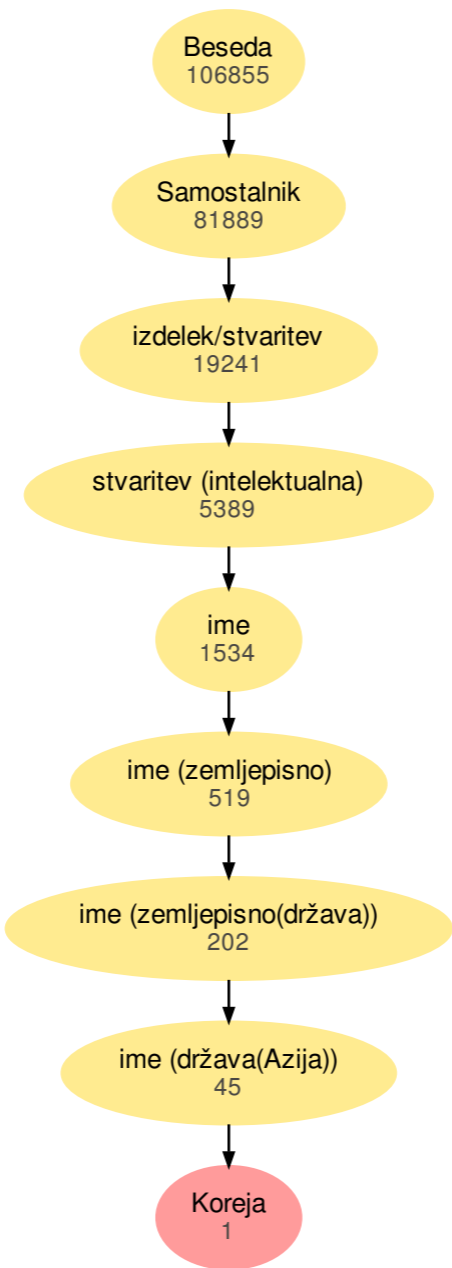 Beseda
106855
Samostalnik
81889
izdelek/stvaritev
19241
stvaritev (intelektualna)
5389
ime
1534
ime (zemljepisno)
519
ime (zemljepisno(država))
202
ime (država(Azija))
45
Koreja
1